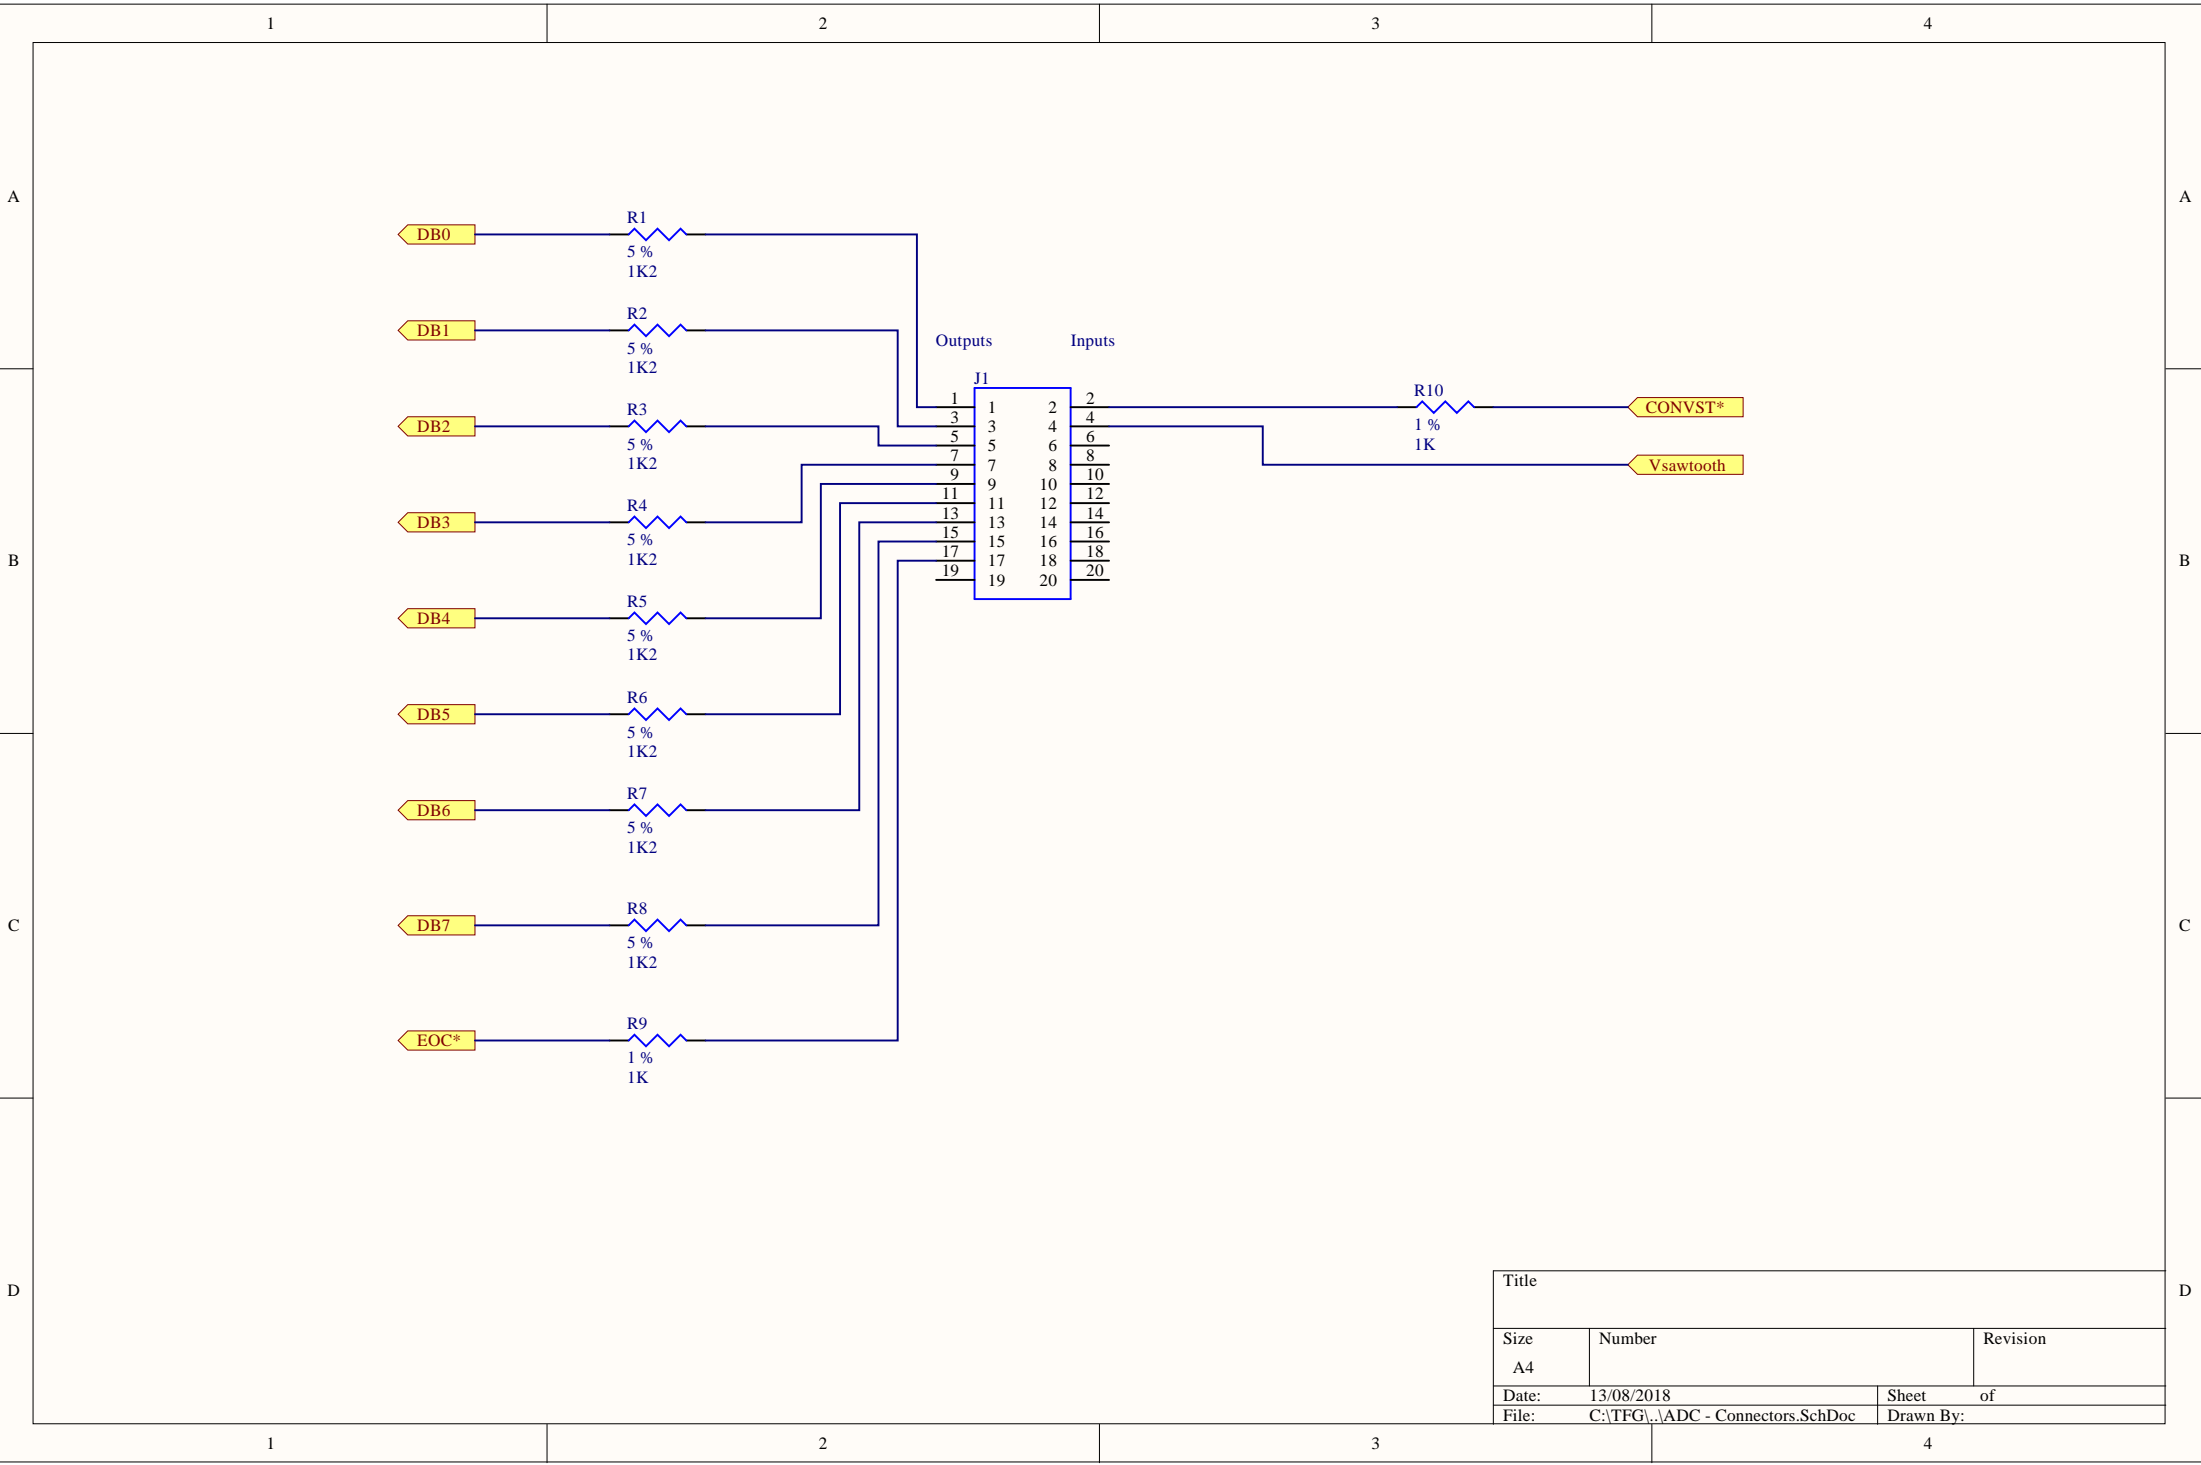 1 2 3 4
A A
R1
DB0
5 %
1K2
R2
DB1
5 %
1K2
Outputs Inputs
J1
R3
DB2
5 %
1K2
R4
DB3
5 %
1K2
R5
DB4
5 %
1K2
R6
DB5
5 %
1K2
R7
DB6
5 %
1K2
R8
DB7
5 %
1K2
R9
EOC*
1 %
1K
1 1 2 2
3 3 4 4
5 5 6 6
7 7 8 8
9 9 10 10
11 11 12 12
13 13 14 14
15 15 16 16
17 17 18 18
19 19 20 20
R10
CONVST*
1 %
1K
Vsawtooth
B B
C C
D D
Title
Size Number Revision
A4
Date: 13/08/2018 Sheet of
File: C:\TFG\..\ADC - Connectors.SchDoc Drawn By:
1 2 3 4